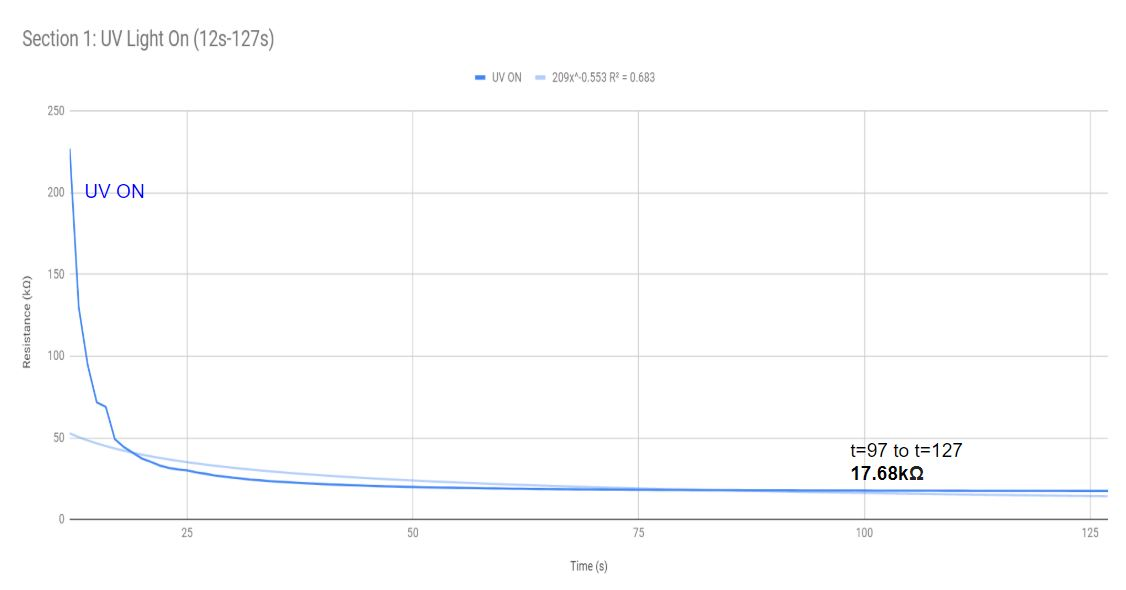 Section 1: UV Light On (12s-127s)
UV ON 209x^-0.553 R² = 0.683
250
UV ON
200
150
100
50
0
Resistance (kΩ)
t=97 to t=127
17.68kΩ
25 50 75 100 125
Time (s)